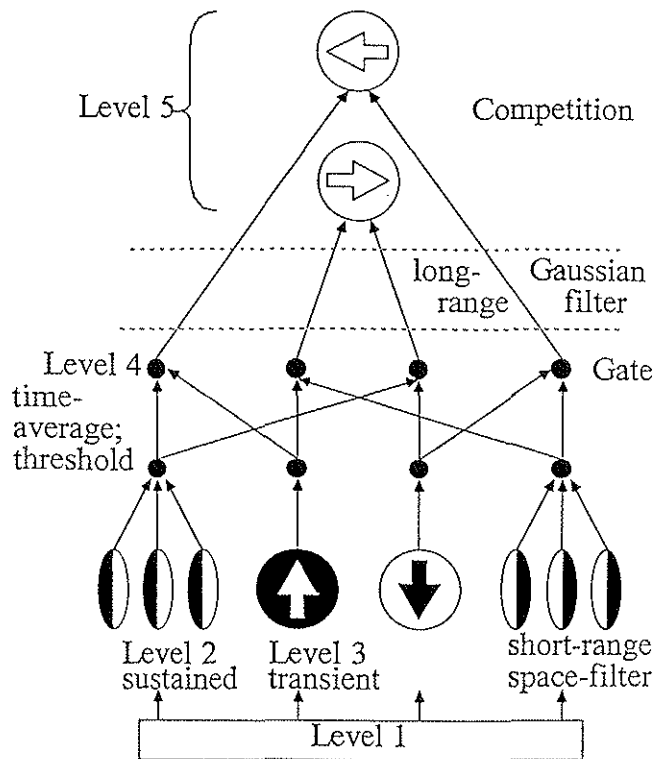 Level 5
Competition
long-
range
Gaussian
filter
Level 4
time-
average;
threshold
Gate
Level 2
sustained
Level 3
transient
short-range
space-filter
Level 1